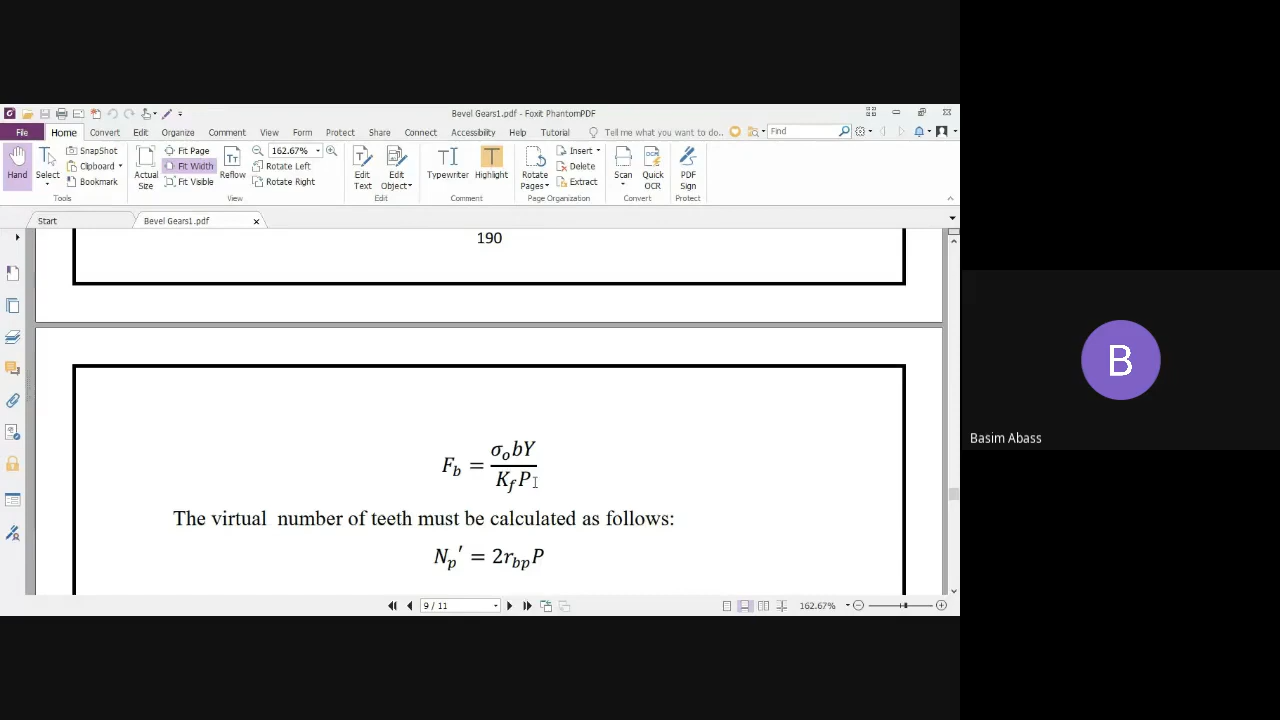 Bevel Gears1.pdf - Foxit PhantomPDF
File Home Convert Edit Organize Comment View Form Protect Share Connect Accessibility Help Tutorial Tell me what you want to do.. Find
Hand Select SnapShot Clipboard Bookmark Tools
Actual Size Fit Page Fit Width Fit Visible Reflow 162.67% Rotate Left Rotate Right View
Edit Text Edit Object Edit
Typewriter Highlight Comment
Rotate Pages Insert Delete Extract Page Organization
Scan Quick OCR Convert
PDF Sign Protect
Start Bevel Gears1.pdf
190
F_b = σ_o bY / K_f P
The virtual number of teeth must be calculated as follows:
N_p′ = 2r_bp P
9 / 11 162.67%
B
Basim Abass